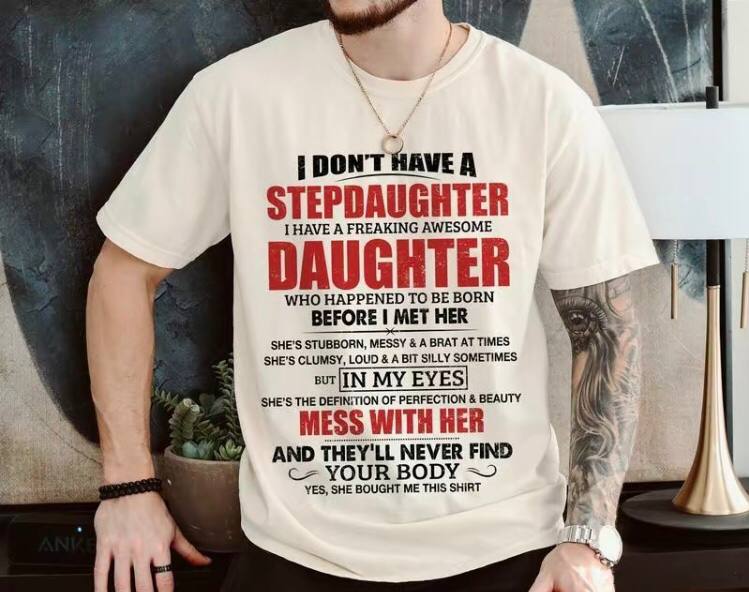 I DON'T HAVE A
STEPDAUGHTER
I HAVE A FREAKING AWESOME
DAUGHTER
WHO HAPPENED TO BE BORN
BEFORE I MET HER
SHE'S STUBBORN, MESSY & A BRAT AT TIMES
SHE'S CLUMSY, LOUD & A BIT SILLY SOMETIMES
BUT IN MY EYES
SHE'S THE DEFINITION OF PERFECTION & BEAUTY
MESS WITH HER
AND THEY'LL NEVER FIND
YOUR BODY
YES, SHE BOUGHT ME THIS SHIRT